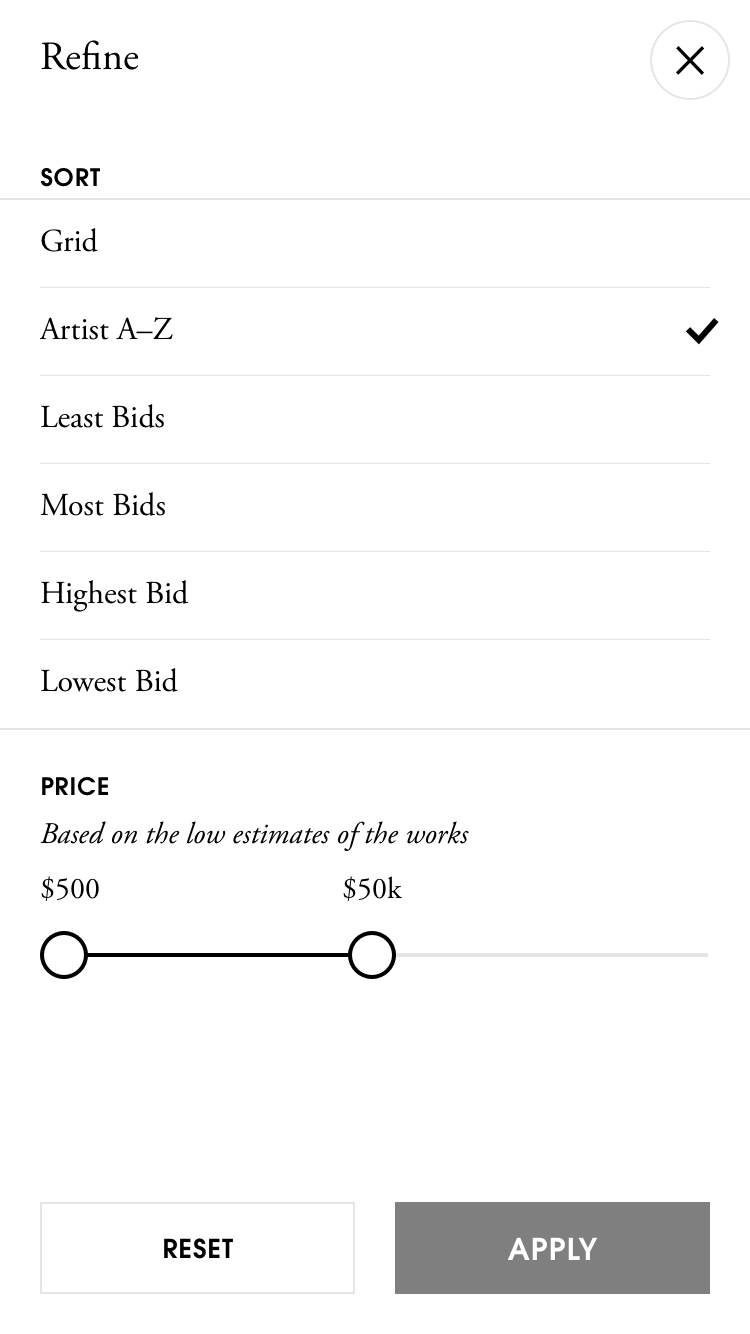 Refine
SORT
Grid
Artist A–Z
Least Bids
Most Bids
Highest Bid
Lowest Bid
PRICE
Based on the low estimates of the works
$500 $50k
RESET APPLY